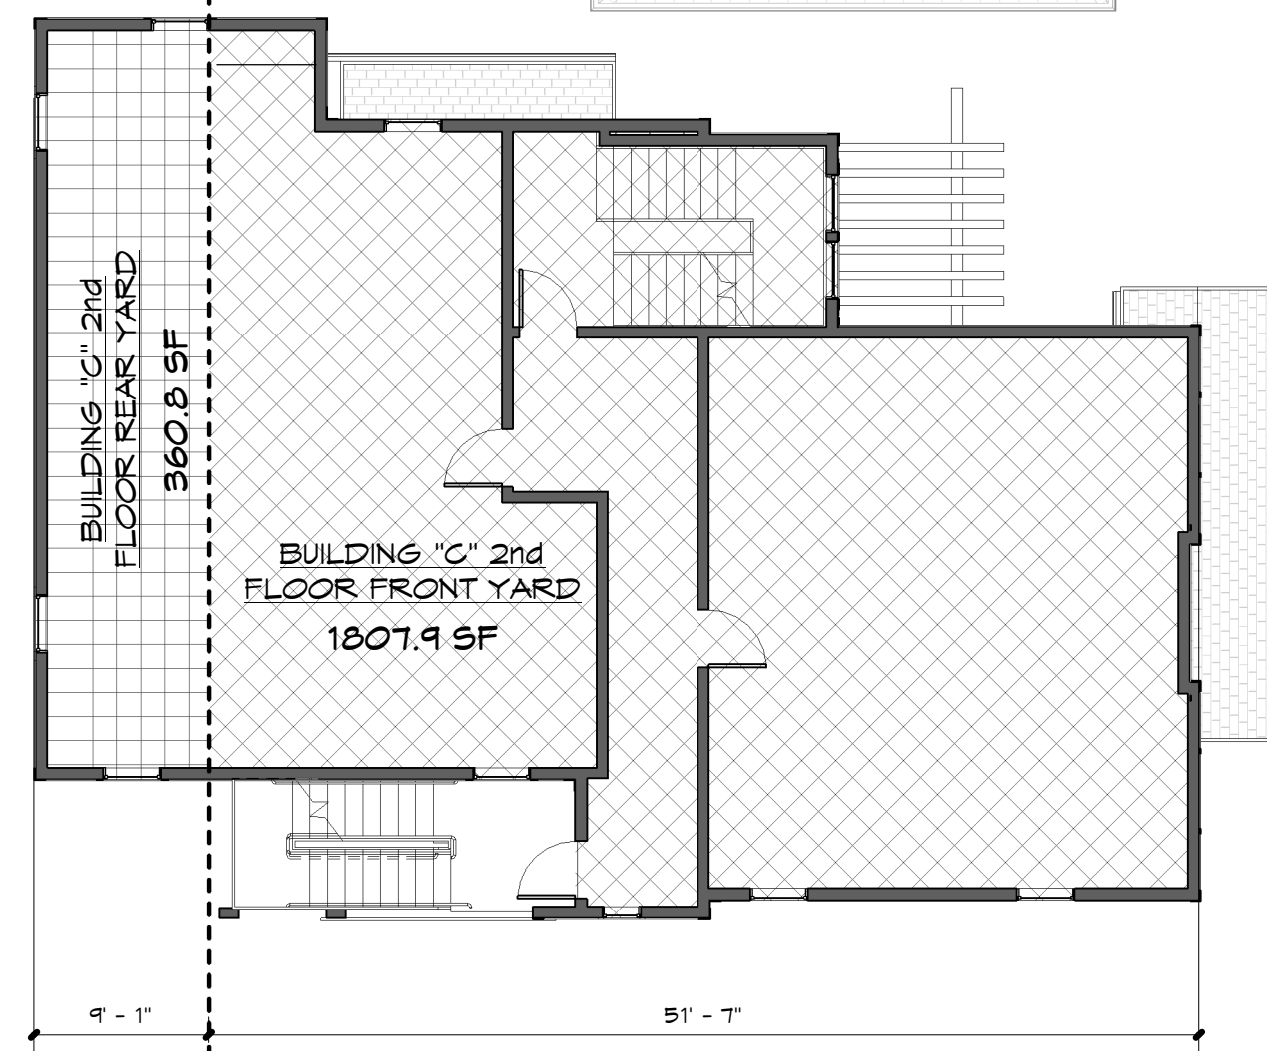 BUILDING "C" 2nd
FLOOR REAR YARD
360.8 SF
BUILDING "C" 2nd
FLOOR FRONT YARD
1807.9 SF
9' - 1"
51' - 7"